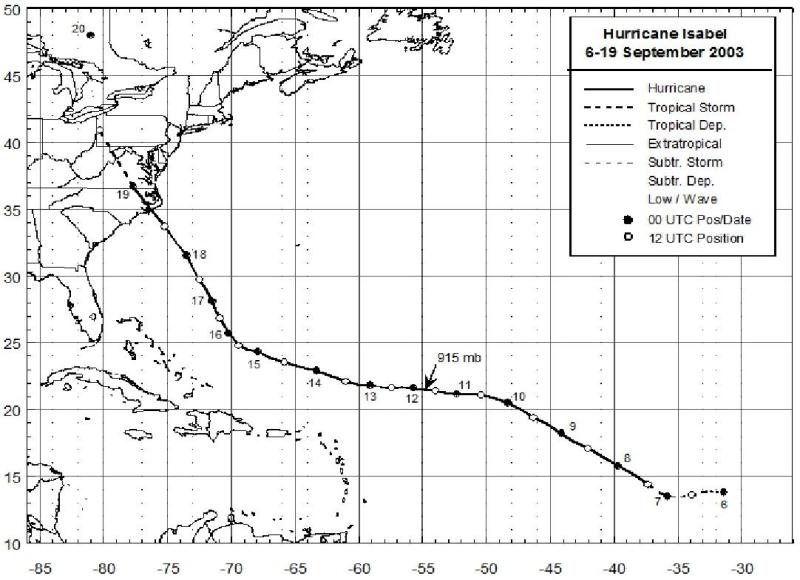 Hurricane Isabel
6-19 September 2003
Hurricane
Tropical Storm
Tropical Dep.
Extratropical
Subtr. Storm
Subtr. Dep.
Low / Wave
00 UTC Pos/Date
12 UTC Position
50
45
40
35
30
25
20
15
10
20
19
18
17
16
15
14
13
12
11
10
9
8
7
6
915 mb
-85 -80 -75 -70 -65 -60 -55 -50 -45 -40 -35 -30